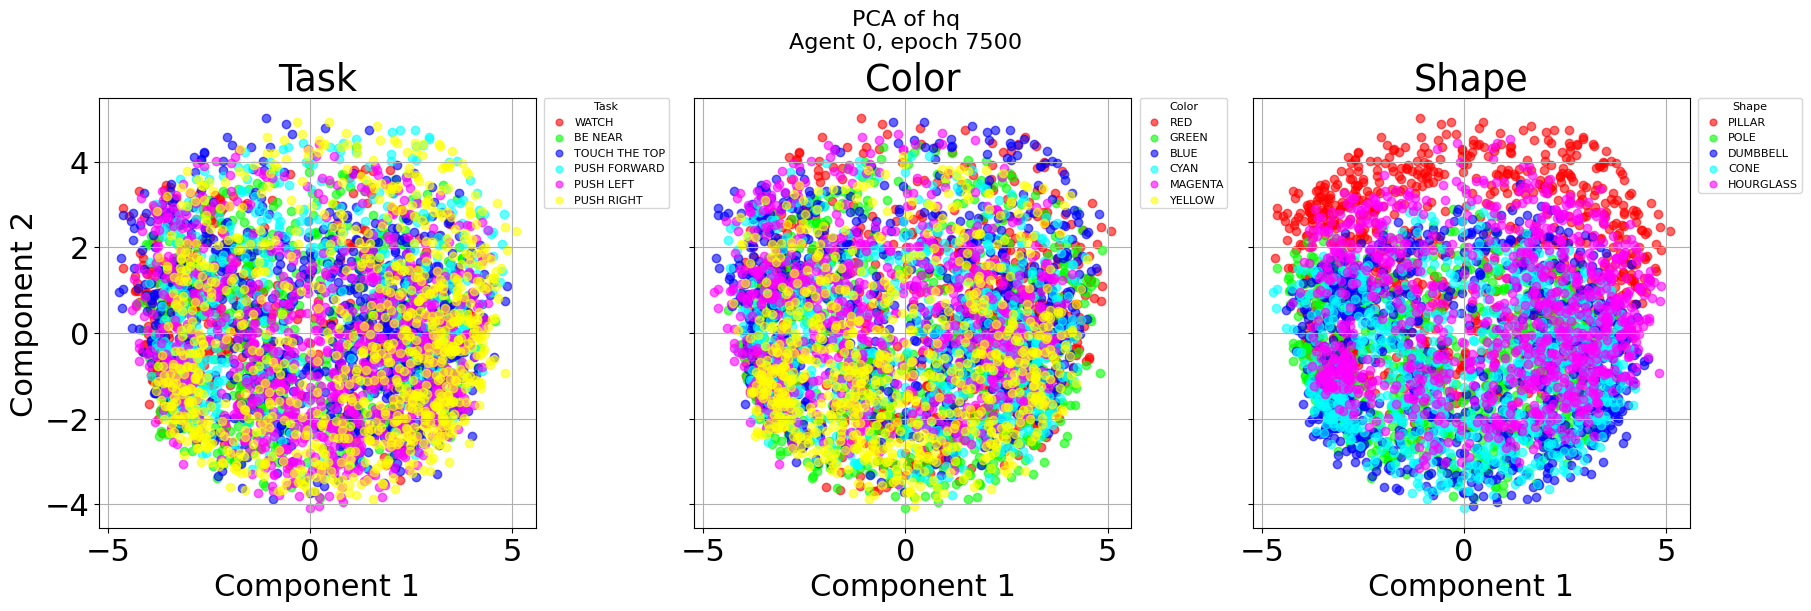 PCA of hq
Agent 0, epoch 7500
Task
Component 2
4
2
0
−2
−4
−5
0
5
Component 1
Task
WATCH
BE NEAR
TOUCH THE TOP
PUSH FORWARD
PUSH LEFT
PUSH RIGHT
Color
−5
0
5
Component 1
Color
RED
GREEN
BLUE
CYAN
MAGENTA
YELLOW
Shape
−5
0
5
Component 1
Shape
PILLAR
POLE
DUMBBELL
CONE
HOURGLASS